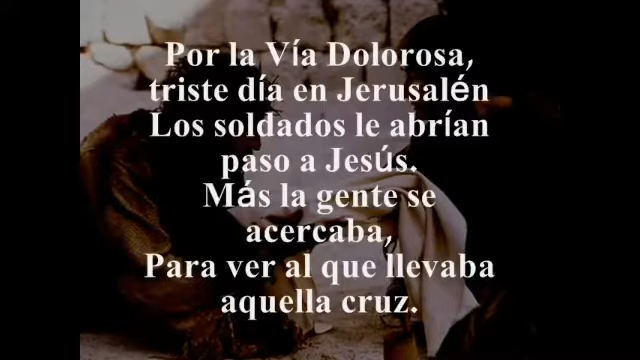 Por la Vía Dolorosa,
triste día en Jerusalén
Los soldados le abrían
paso a Jesús.
Más la gente se
acercaba,
Para ver al que llevaba
aquella cruz.